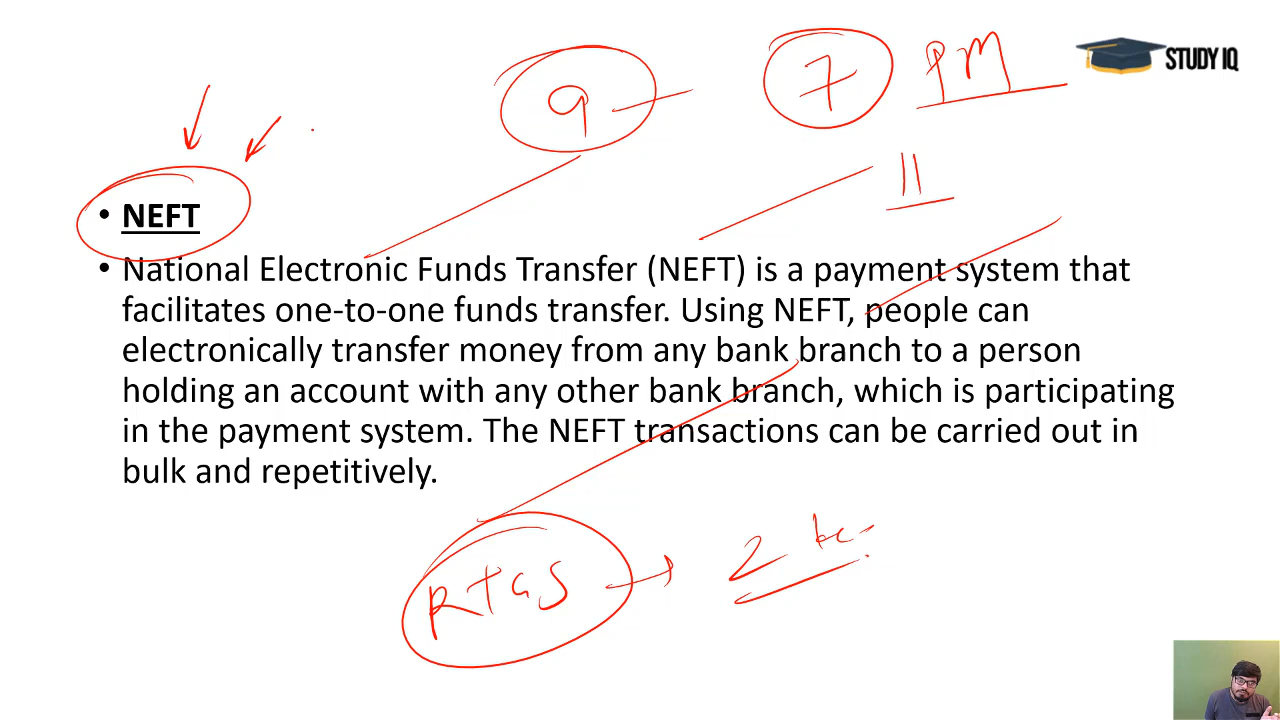 9 7 PM
STUDY IQ
11
• NEFT
• National Electronic Funds Transfer (NEFT) is a payment system that
facilitates one-to-one funds transfer. Using NEFT, people can
electronically transfer money from any bank branch to a person
holding an account with any other bank branch, which is participating
in the payment system. The NEFT transactions can be carried out in
bulk and repetitively.
RTGS → 2